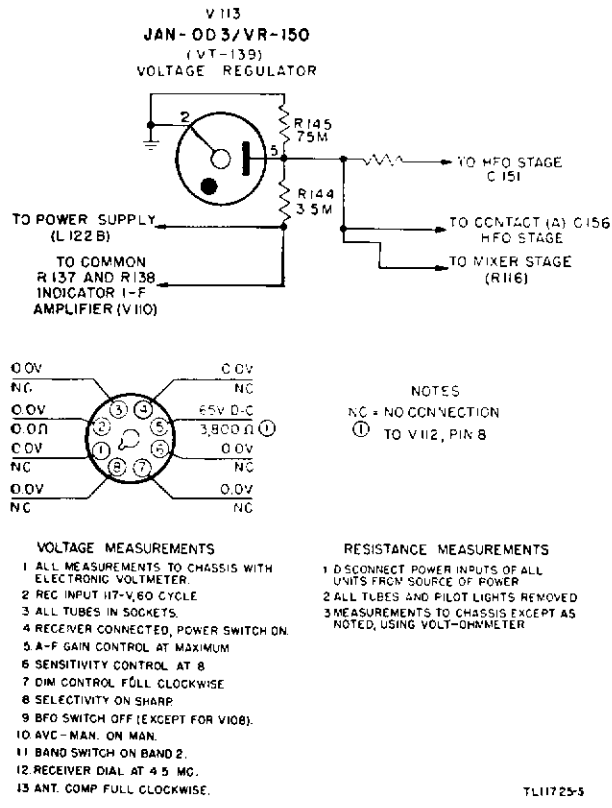 V 113
JAN-OD3/VR-150
(VT-139)
VOLTAGE REGULATOR
2
R145
75M
5
R144
3.5M
TO HFO STAGE
C 151
TO POWER SUPPLY
(L122B)
TO CONTACT (A) C156
HFO STAGE
TO COMMON
R137 AND R138
INDICATOR I-F
AMPLIFIER (V110)
TO MIXER STAGE
(R116)
0.0V
NC
0.0V
0.0Ω
0.0V
NC
0.0V
NC
3
4
2
5
1
6
8
7
0.0V
NC
65V D-C
3,800 Ω ①
0.0V
NC
0.0V
NC
NOTES
NC = NO CONNECTION
① TO V112, PIN 8
VOLTAGE MEASUREMENTS
1 ALL MEASUREMENTS TO CHASSIS WITH
ELECTRONIC VOLTMETER.
2 REC INPUT 117-V, 60 CYCLE
3 ALL TUBES IN SOCKETS.
4 RECEIVER CONNECTED, POWER SWITCH ON.
5. A-F GAIN CONTROL AT MAXIMUM
6 SENSITIVITY CONTROL AT 8
7 DIM CONTROL FULL CLOCKWISE
8 SELECTIVITY ON SHARP.
9 BFO SWITCH OFF (EXCEPT FOR V108).
10. AVC-MAN. ON MAN.
11 BAND SWITCH ON BAND 2.
12. RECEIVER DIAL AT 4.5 MC.
13 ANT. COMP FULL CLOCKWISE.
RESISTANCE MEASUREMENTS
1 DISCONNECT POWER INPUTS OF ALL
UNITS FROM SOURCE OF POWER
2 ALL TUBES AND PILOT LIGHTS REMOVED
3 MEASUREMENTS TO CHASSIS EXCEPT AS
NOTED, USING VOLT-OHMMETER
TL11725-S